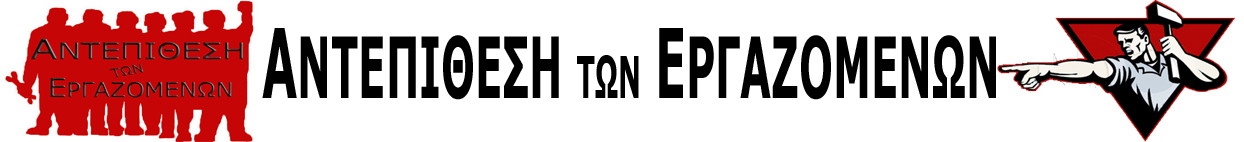 ΑΝΤΕΠΙΘΕΣΗ
ΤΩΝ
ΕΡΓΑΖΟΜΕΝΩΝ
ΑΝΤΕΠΙΘΕΣΗ ΤΩΝ ΕΡΓΑΖΟΜΕΝΩΝ